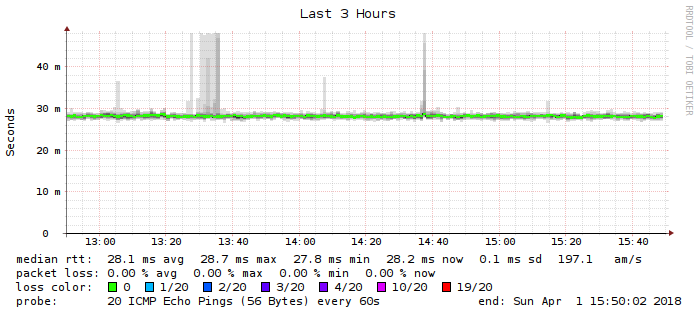 Last 3 Hours
RRDTOOL / TOBI OETIKER
Seconds
40 m
30 m
20 m
10 m
0
13:00 13:20 13:40 14:00 14:20 14:40 15:00 15:20 15:40
median rtt: 28.1 ms avg 28.7 ms max 27.8 ms min 28.2 ms now 0.1 ms sd 197.1 am/s
packet loss: 0.00 % avg 0.00 % max 0.00 % min 0.00 % now
loss color: 0 1/20 2/20 3/20 4/20 10/20 19/20
probe: 20 ICMP Echo Pings (56 Bytes) every 60s end: Sun Apr 1 15:50:02 2018